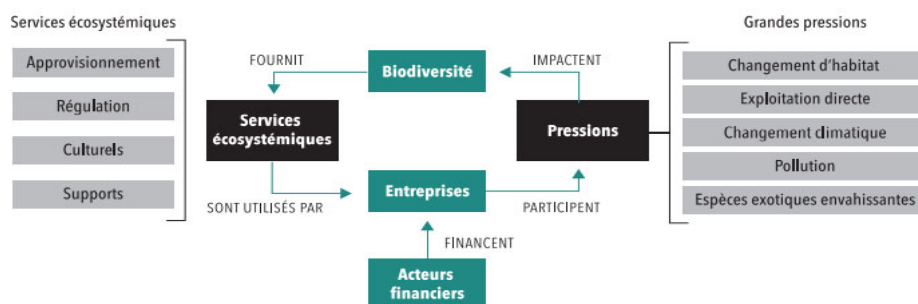 Services écosystémiques
Approvisionnement
Régulation
Culturels
Supports
FOURNIT
Biodiversité
IMPACTENT
Services
écosystémiques
Pressions
SONT UTILISÉS PAR
Entreprises
PARTICIPENT
FINANCENT
Acteurs
financiers
Grandes pressions
Changement d'habitat
Exploitation directe
Changement climatique
Pollution
Espèces exotiques envahissantes